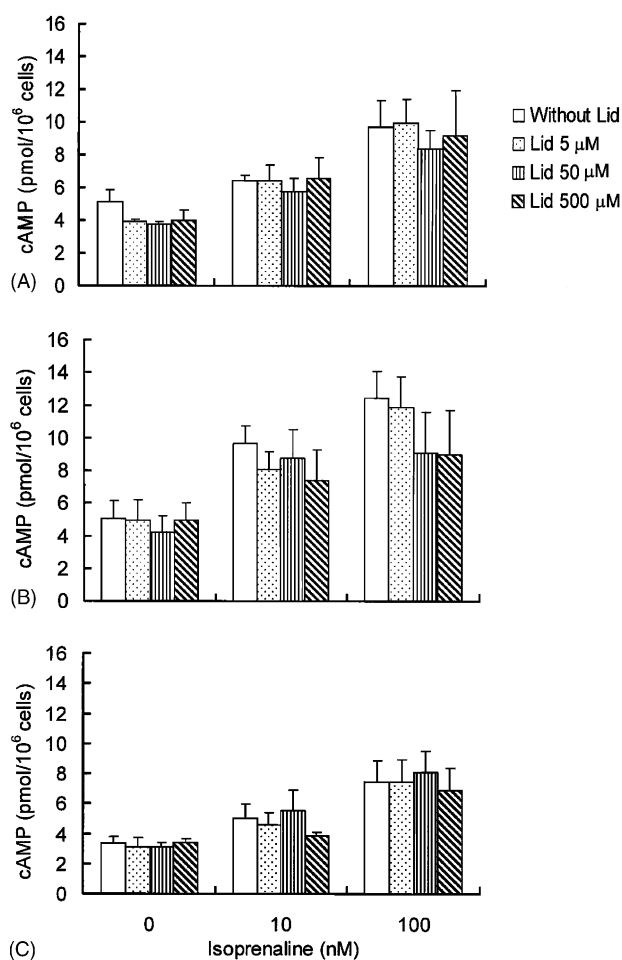 16
14
12
10
8
6
4
2
0
cAMP (pmol/10⁶ cells)
(A)
Without Lid
Lid 5 µM
Lid 50 µM
Lid 500 µM
16
14
12
10
8
6
4
2
0
cAMP (pmol/10⁶ cells)
(B)
16
14
12
10
8
6
4
2
0
cAMP (pmol/10⁶ cells)
0 10 100
Isoprenaline (nM)
(C)